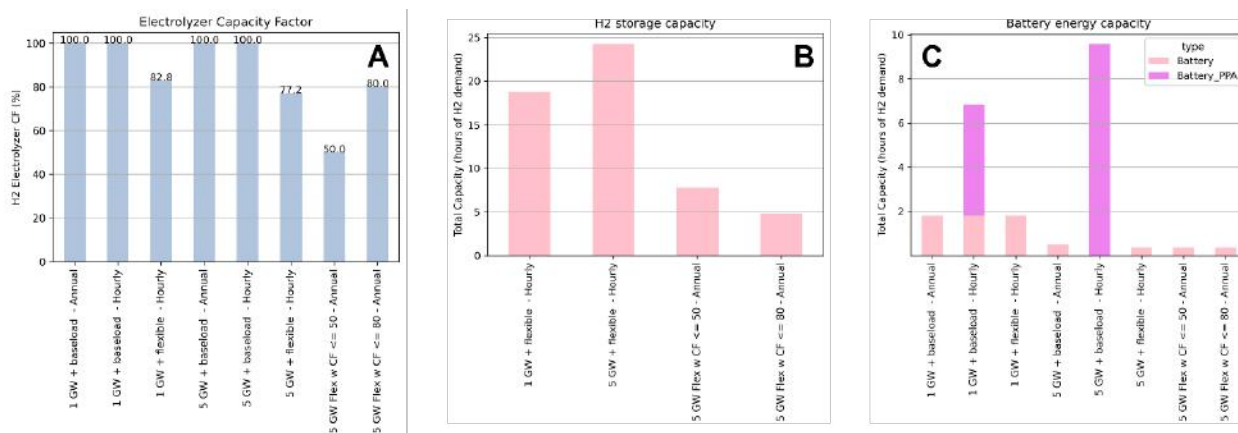 Electrolyzer Capacity Factor
A
H2 Electrolyzer CF (%)
100
80
60
40
20
0
100.0
100.0
82.8
100.0
100.0
77.2
50.0
80.0
1 GW + baseload - Annual
1 GW + baseload - Hourly
1 GW + flexible - Hourly
5 GW + baseload - Annual
5 GW + baseload - Hourly
5 GW + flexible - Hourly
5 GW Flex w CF <= 50 - Annual
5 GW Flex w CF <= 80 - Annual
H2 storage capacity
B
Total Capacity (hours of H2 demand)
25
20
15
10
5
0
1 GW + flexible - Hourly
5 GW + flexible - Hourly
5 GW Flex w CF <= 50 - Annual
5 GW Flex w CF <= 80 - Annual
Battery energy capacity
C
type
Battery
Battery_PPA
Total Capacity (hours of H2 demand)
10
8
6
4
2
1 GW + baseload - Annual
1 GW + baseload - Hourly
1 GW + flexible - Hourly
5 GW + baseload - Annual
5 GW + baseload - Hourly
5 GW + flexible - Hourly
5 GW Flex w CF <= 50 - Annual
5 GW Flex w CF <= 80 - Annual